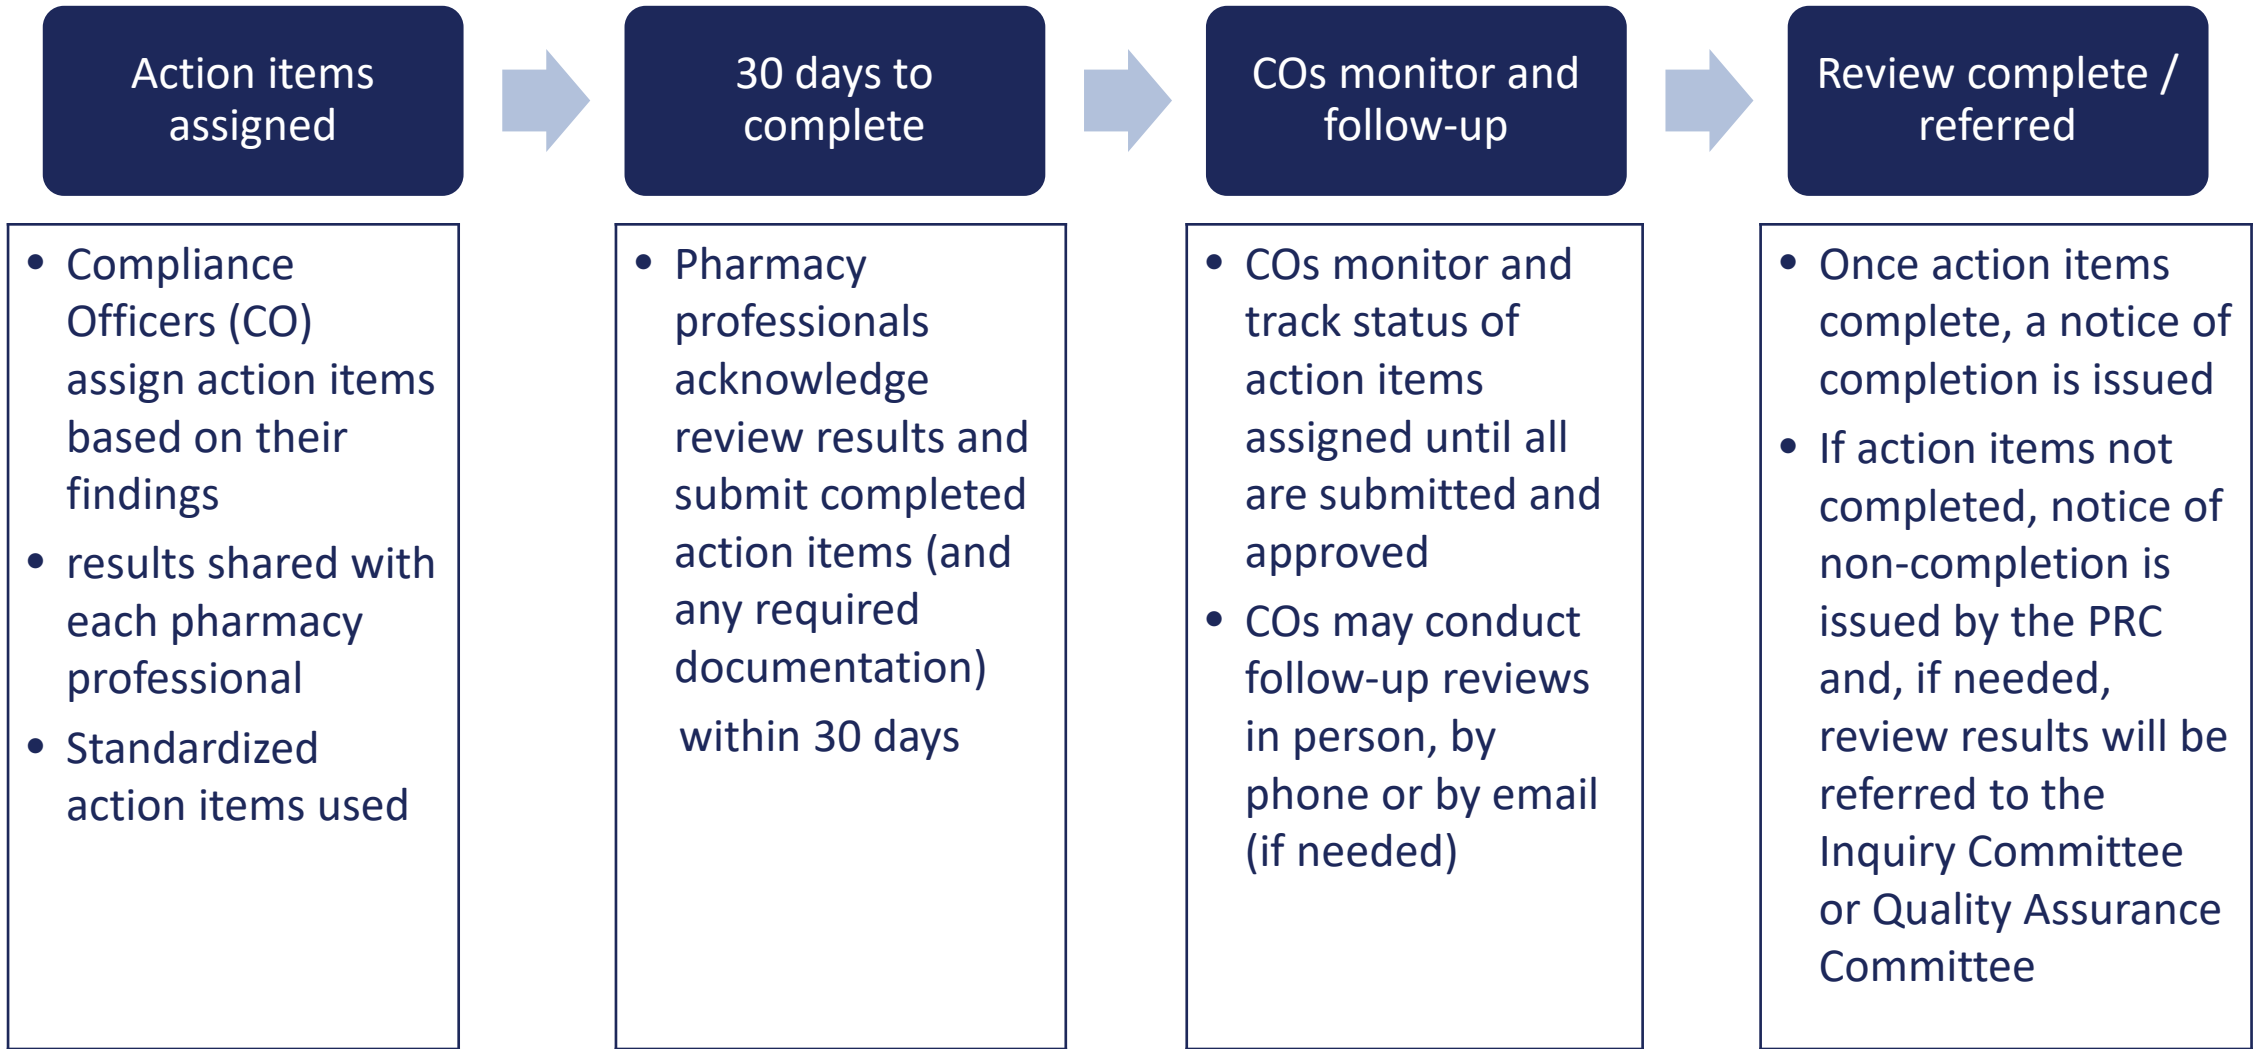 Action items
assigned
30 days to
complete
COs monitor and
follow-up
Review complete /
referred
• Compliance
Officers (CO)
assign action items
based on their
findings
• results shared with
each pharmacy
professional
• Standardized
action items used
• Pharmacy
professionals
acknowledge
review results and
submit completed
action items (and
any required
documentation)
within 30 days
• COs monitor and
track status of
action items
assigned until all
are submitted and
approved
• COs may conduct
follow-up reviews
in person, by
phone or by email
(if needed)
• Once action items
complete, a notice of
completion is issued
• If action items not
completed, notice of
non-completion is
issued by the PRC
and, if needed,
review results will be
referred to the
Inquiry Committee
or Quality Assurance
Committee